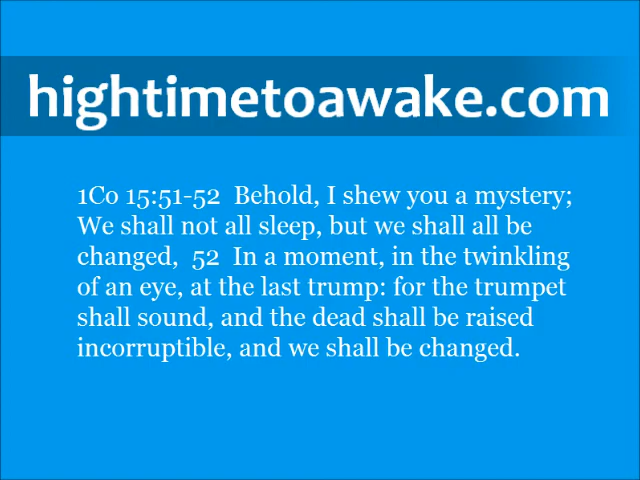 hightimetoawake.com
1Co 15:51-52  Behold, I shew you a mystery;
We shall not all sleep, but we shall all be
changed,  52  In a moment, in the twinkling
of an eye, at the last trump: for the trumpet
shall sound, and the dead shall be raised
incorruptible, and we shall be changed.